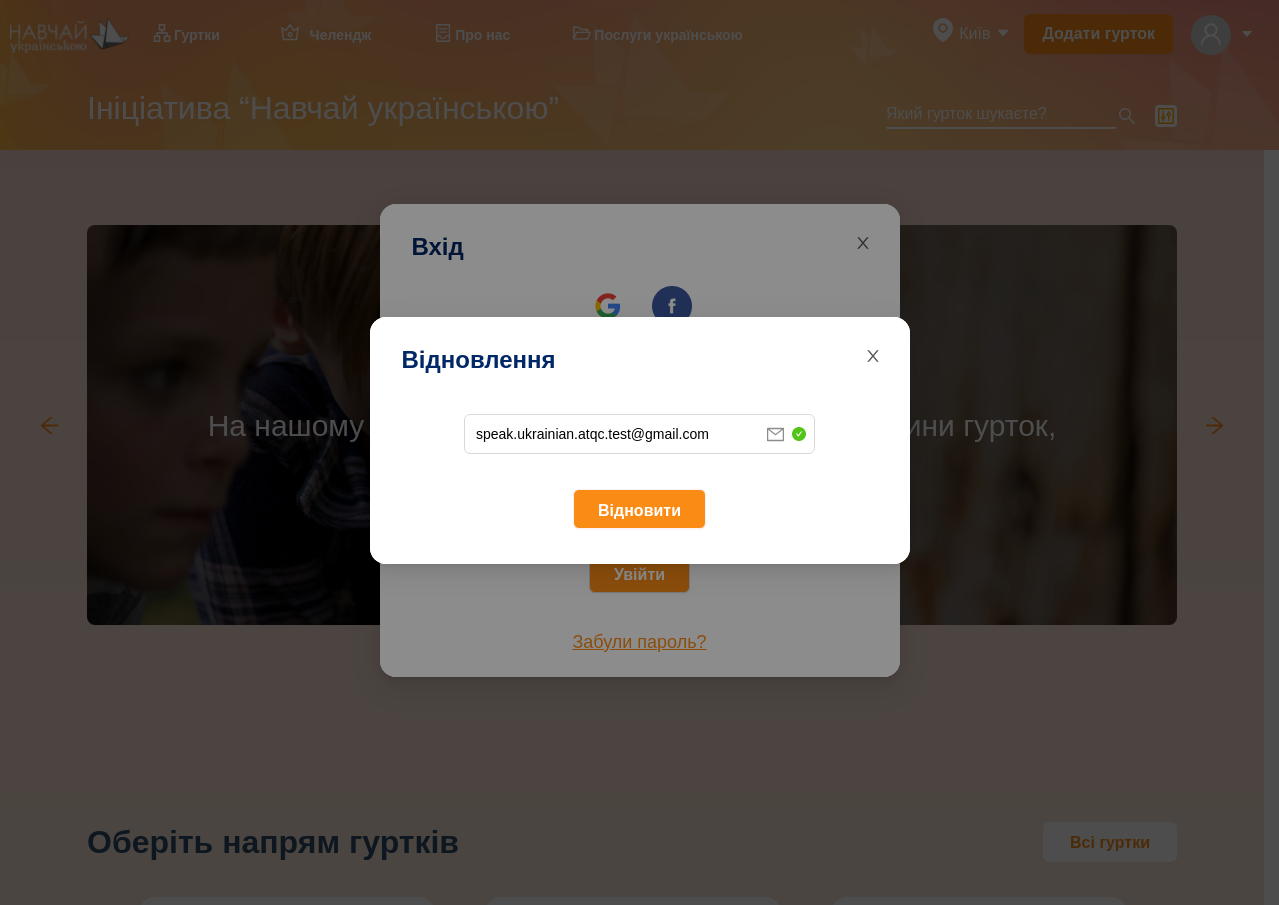 НАВЧАЙ
українською
Гуртки
Челендж
Про нас
Послуги українською
Київ
Додати гурток
Ініціатива “Навчай українською”
Який гурток шукаєте?
Вхід
Відновлення
На нашому
ини гурток,
speak.ukrainian.atqc.test@gmail.com
Відновити
Увійти
Забули пароль?
Оберіть напрям гуртків
Всі гуртки